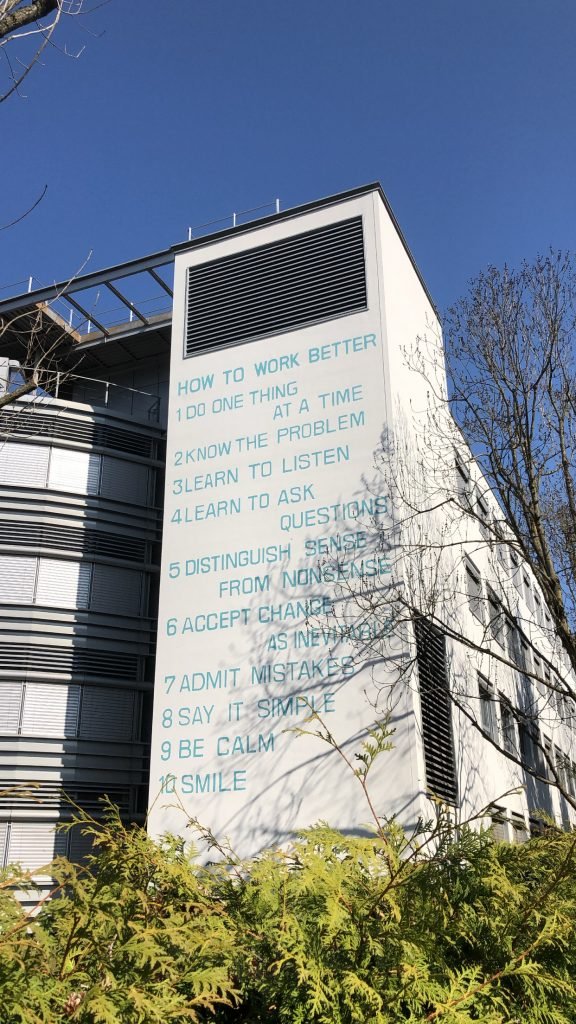 HOW TO WORK BETTER
1 DO ONE THING
AT A TIME
2 KNOW THE PROBLEM
3 LEARN TO LISTEN
4 LEARN TO ASK
QUESTIONS
5 DISTINGUISH SENSE
FROM NONSENSE
6 ACCEPT CHANGE
AS INEVITABLE
7 ADMIT MISTAKES
8 SAY IT SIMPLE
9 BE CALM
10 SMILE